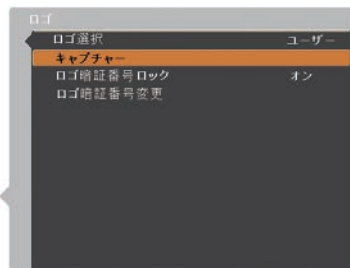 ロゴ
ロゴ選択 ユーザー
キャプチャー
ロゴ暗証番号ロック オン
ロゴ暗証番号変更